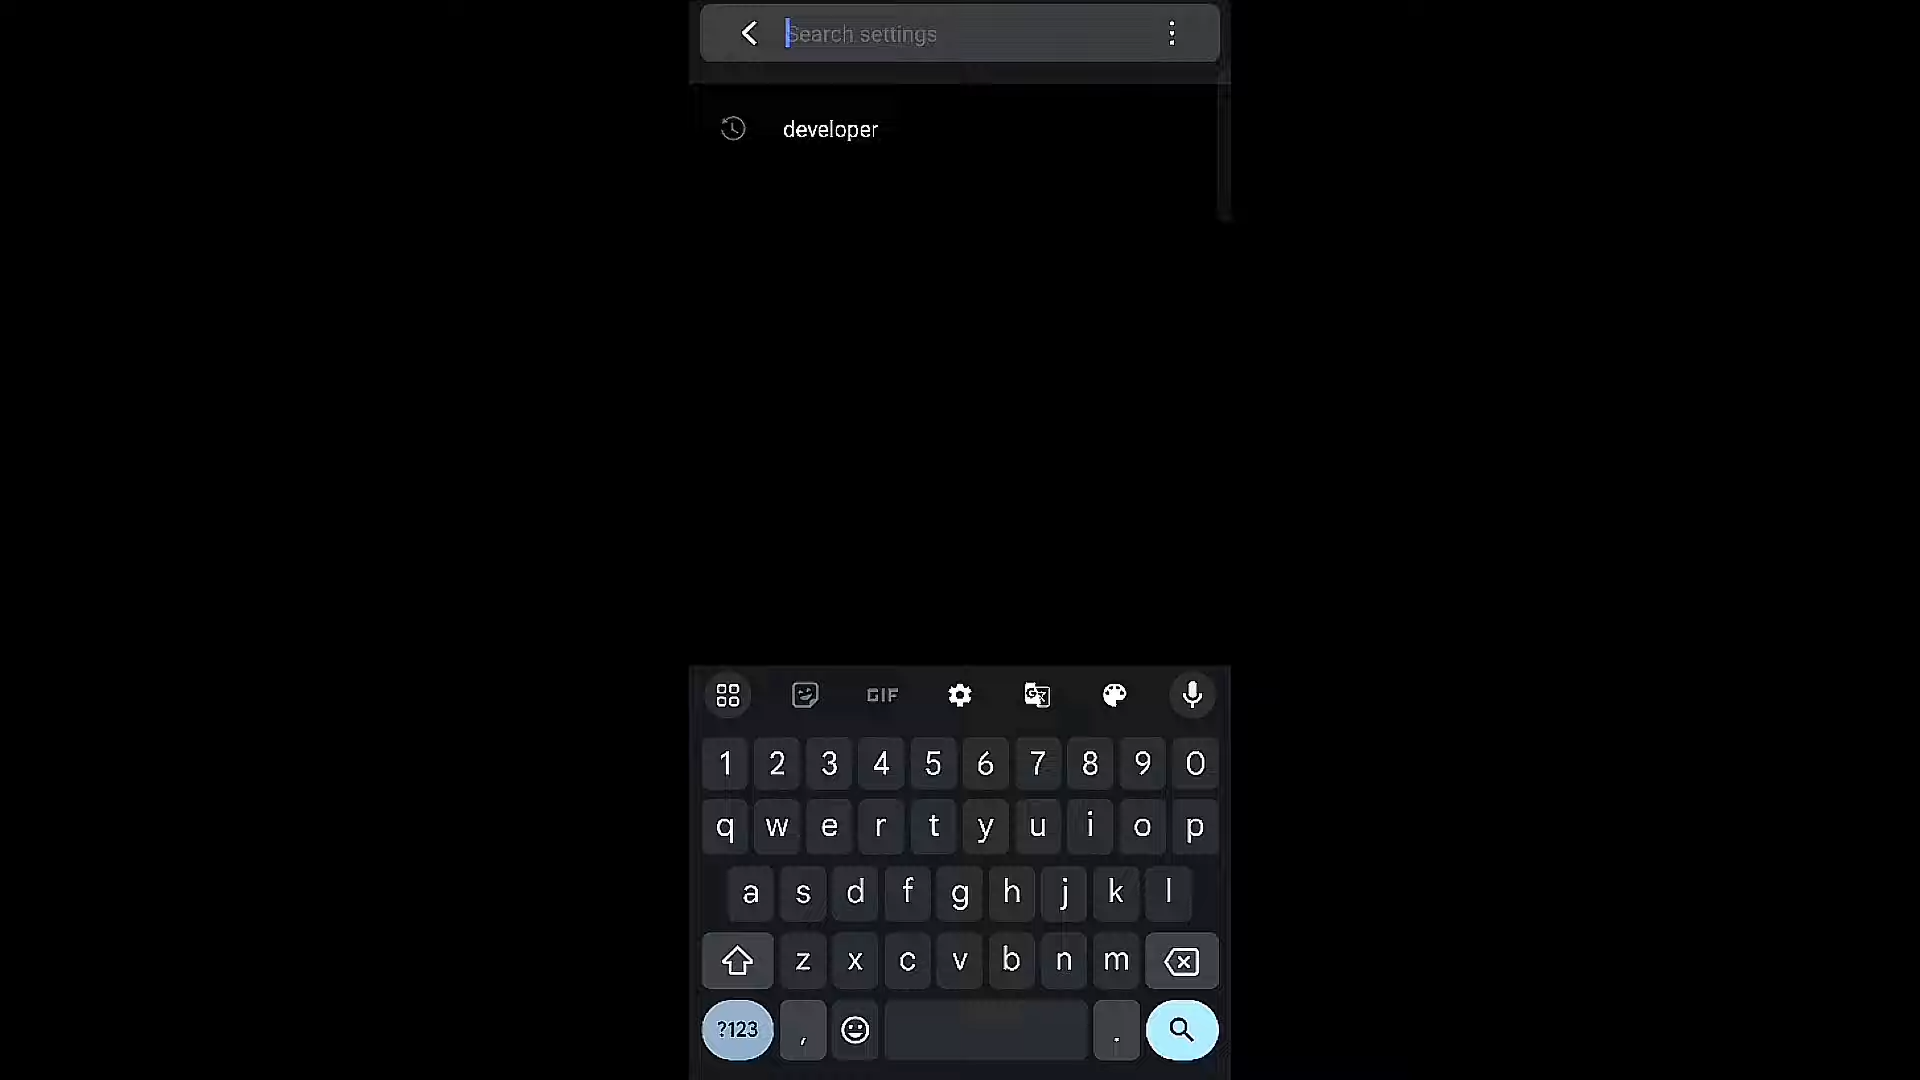 Search settings
developer
GIF
1 2 3 4 5 6 7 8 9 0
q w e r t y u i o p
a s d f g h j k l
z x c v b n m
?123 , .